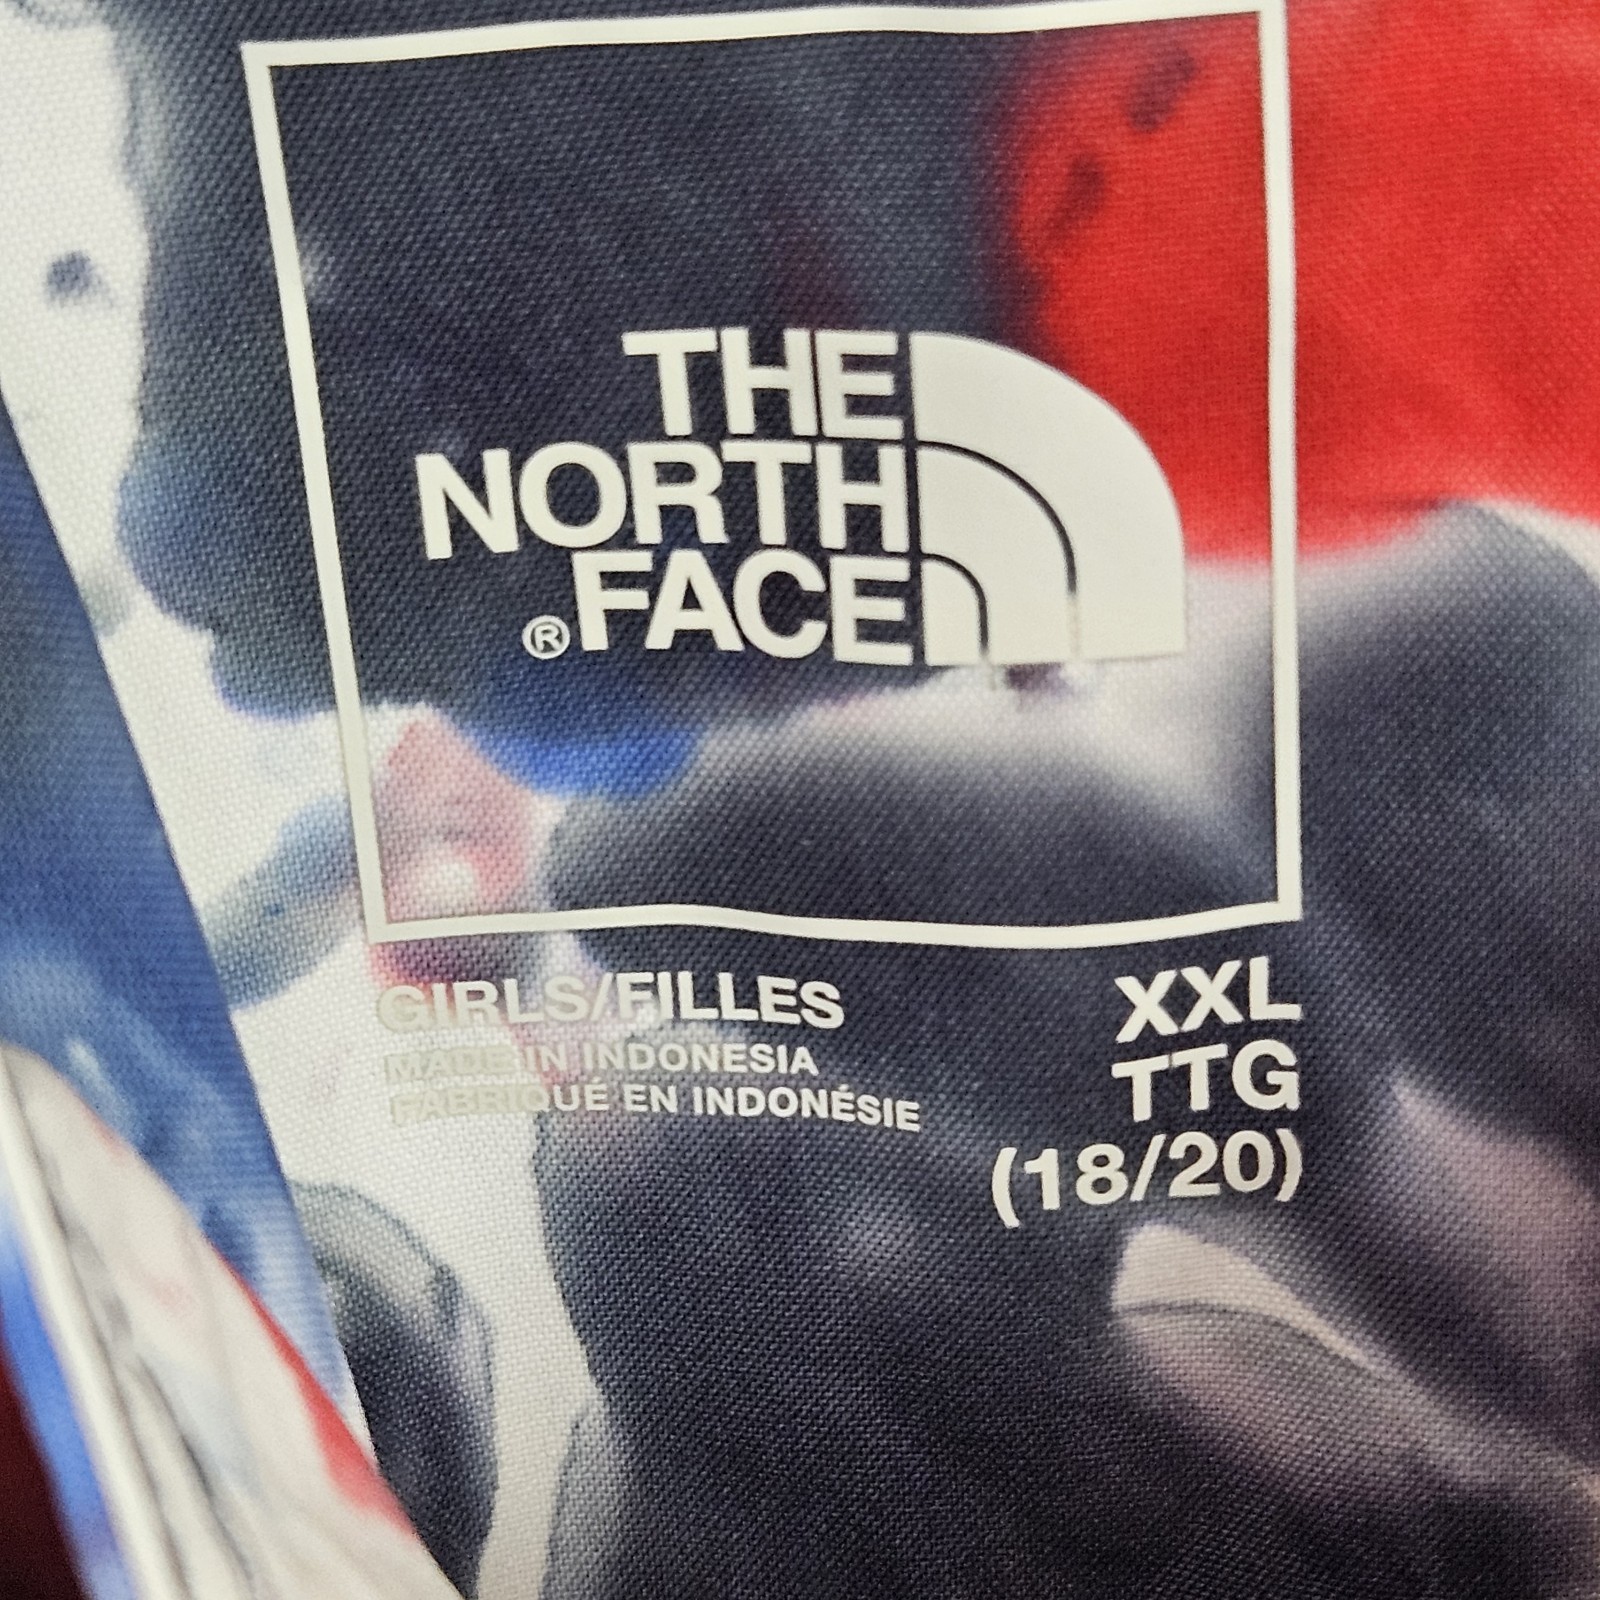 THE
NORTH
® FACE
GIRLS/FILLES
MADE IN INDONESIA
FABRIQUÉ EN INDONÉSIE
XXL
TTG
(18/20)